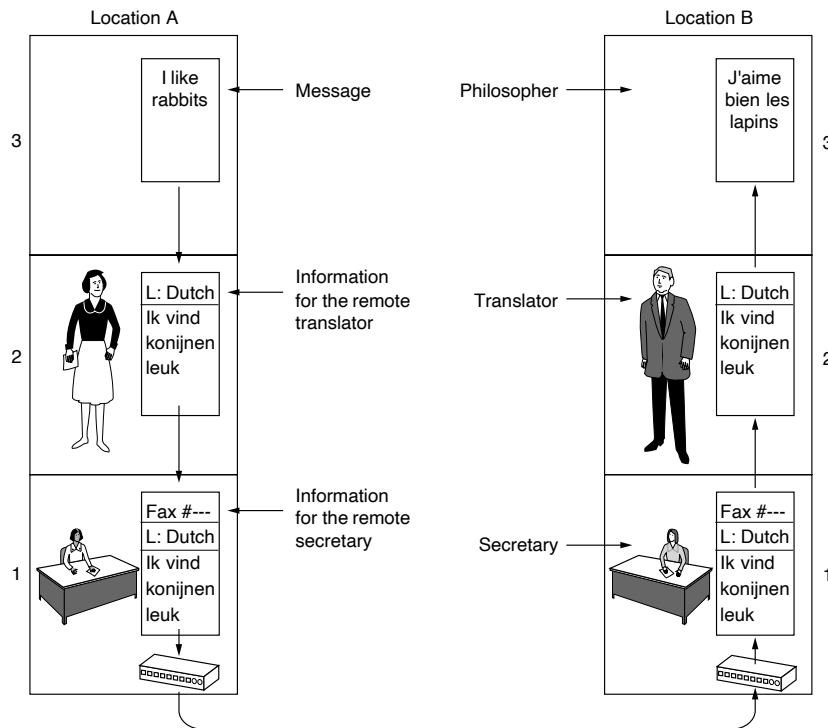 Location A
Location B
I like
rabbits
Message
Philosopher
J'aime
bien les
lapins
3
3
L: Dutch
Ik vind
konijnen
leuk
Information
for the remote
translator
Translator
L: Dutch
Ik vind
konijnen
leuk
2
2
Fax #---
L: Dutch
Ik vind
konijnen
leuk
Information
for the remote
secretary
Secretary
Fax #---
L: Dutch
Ik vind
konijnen
leuk
1
1